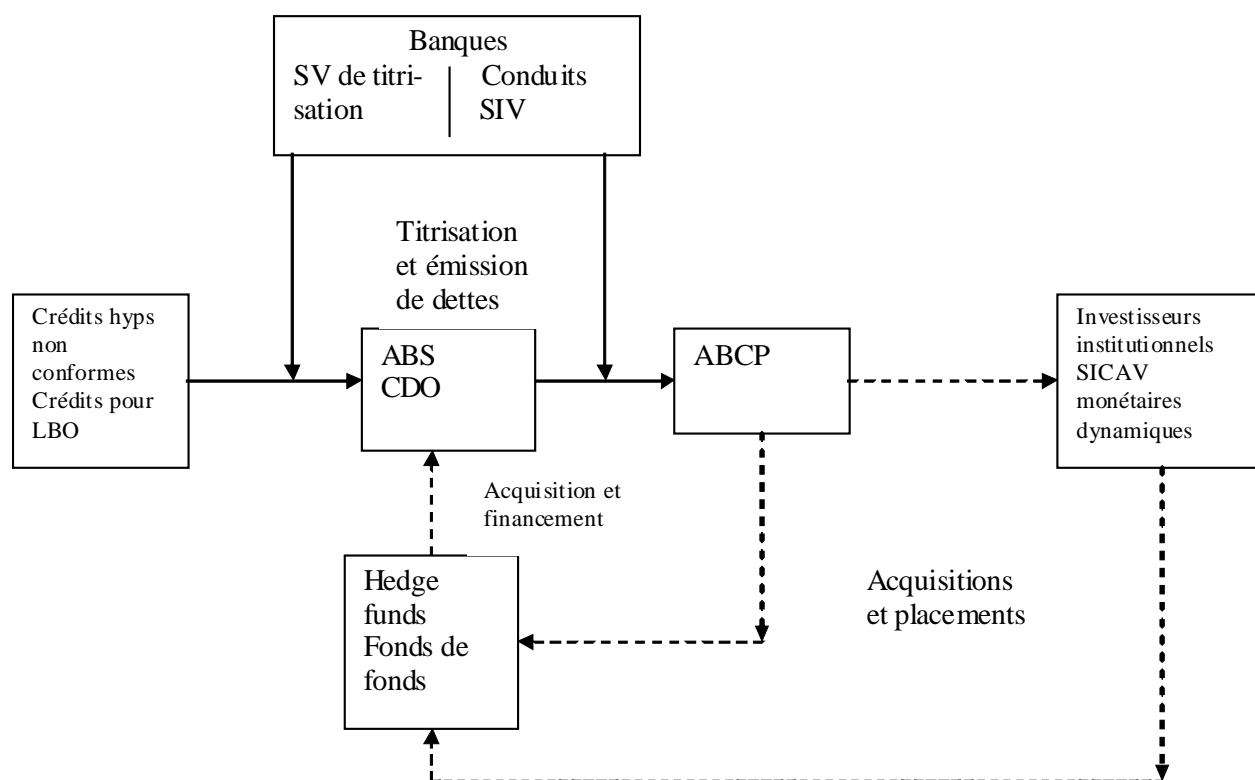 Banques
SV de titri-
sation
Conduits
SIV
Titrisation
et émission
de dettes
Crédits hyps
non
conformes
Crédits pour
LBO
ABS
CDO
ABCP
Investisseurs
institutionnels
SICAV
monétaires
dynamiques
Acquisition et
financement
Hedge
funds
Fonds de
fonds
Acquisitions
et placements